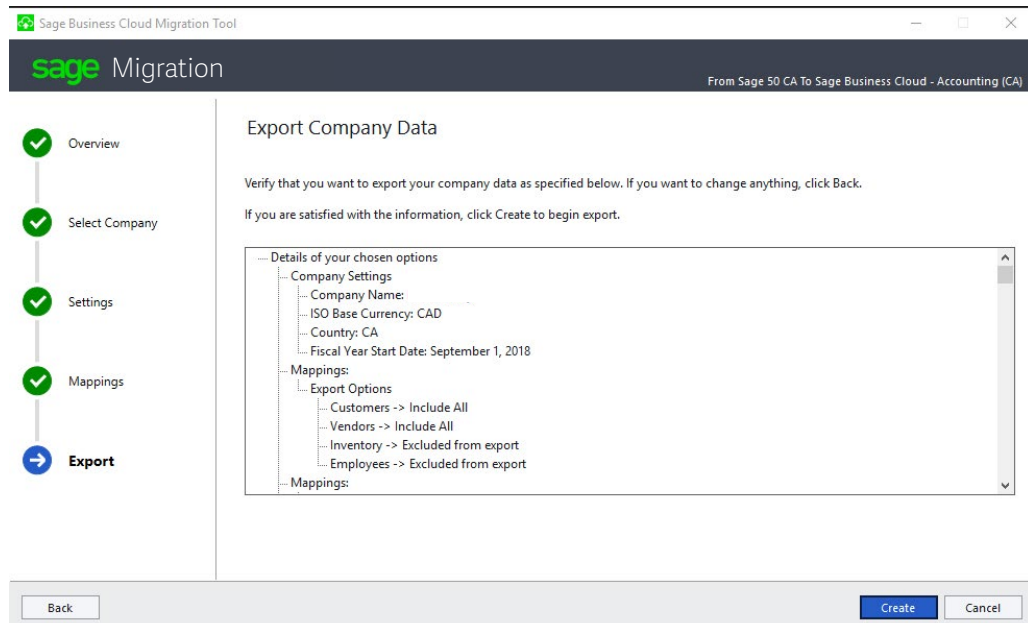 Sage Business Cloud Migration Tool
sage Migration
From Sage 50 CA To Sage Business Cloud - Accounting (CA)
Overview
Select Company
Settings
Mappings
Export
Export Company Data
Verify that you want to export your company data as specified below. If you want to change anything, click Back.
If you are satisfied with the information, click Create to begin export.
Details of your chosen options
Company Settings
Company Name:
ISO Base Currency: CAD
Country: CA
Fiscal Year Start Date: September 1, 2018
Mappings:
Export Options
Customers -> Include All
Vendors -> Include All
Inventory -> Excluded from export
Employees -> Excluded from export
Mappings:
Back
Create
Cancel